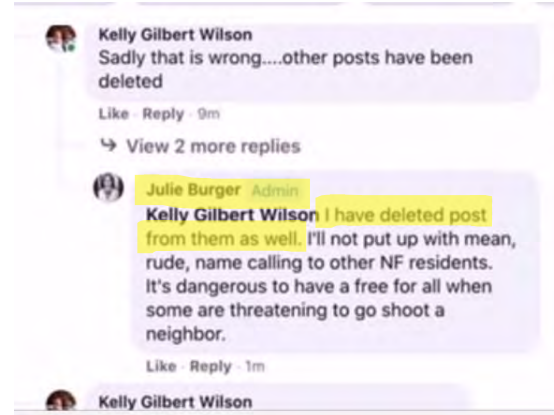 Kelly Gilbert Wilson
Sadly that is wrong....other posts have been
deleted
Like · Reply · 9m
View 2 more replies
Julie Burger Admin
Kelly Gilbert Wilson I have deleted post
from them as well. I'll not put up with mean,
rude, name calling to other NF residents.
It's dangerous to have a free for all when
some are threatening to go shoot a
neighbor.
Like · Reply · 1m
Kelly Gilbert Wilson